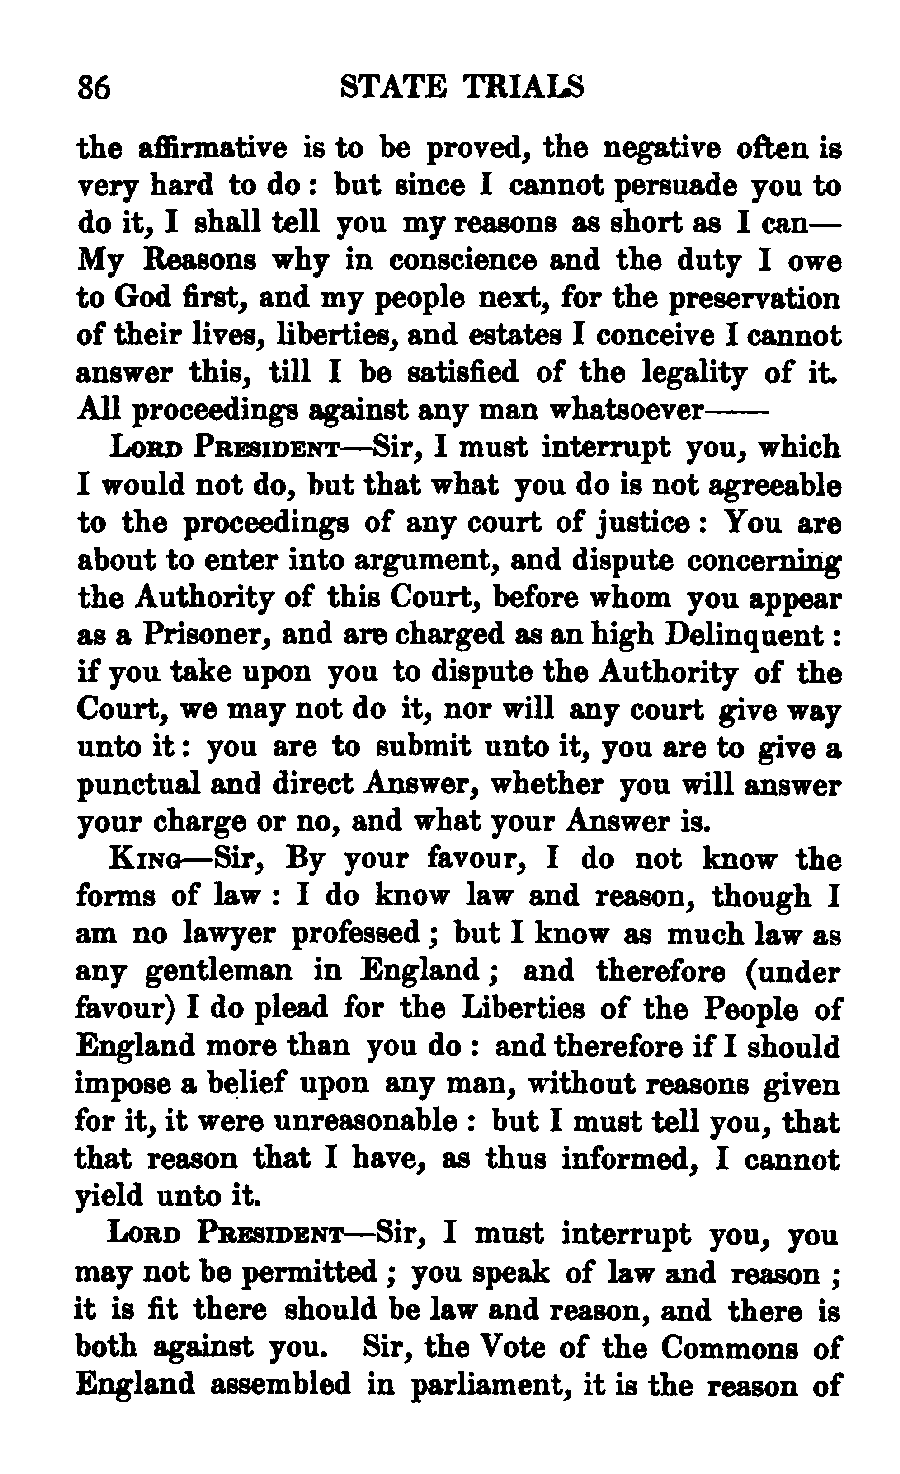 86 STATE TRIALS
the affirmative is to be proved, the negative often is
very hard to do : but since I cannot persuade you to
do it, I shall tell you my reasons as short as I can—
My Reasons why in conscience and the duty I owe
to God first, and my people next, for the preservation
of their lives, liberties, and estates I conceive I cannot
answer this, till I be satisfied of the legality of it.
All proceedings against any man whatsoever——
LORD PRESIDENT—Sir, I must interrupt you, which
I would not do, but that what you do is not agreeable
to the proceedings of any court of justice : You are
about to enter into argument, and dispute concerning
the Authority of this Court, before whom you appear
as a Prisoner, and are charged as an high Delinquent :
if you take upon you to dispute the Authority of the
Court, we may not do it, nor will any court give way
unto it : you are to submit unto it, you are to give a
punctual and direct Answer, whether you will answer
your charge or no, and what your Answer is.
KING—Sir, By your favour, I do not know the
forms of law : I do know law and reason, though I
am no lawyer professed ; but I know as much law as
any gentleman in England ; and therefore (under
favour) I do plead for the Liberties of the People of
England more than you do : and therefore if I should
impose a belief upon any man, without reasons given
for it, it were unreasonable : but I must tell you, that
that reason that I have, as thus informed, I cannot
yield unto it.
LORD PRESIDENT—Sir, I must interrupt you, you
may not be permitted ; you speak of law and reason ;
it is fit there should be law and reason, and there is
both against you. Sir, the Vote of the Commons of
England assembled in parliament, it is the reason of